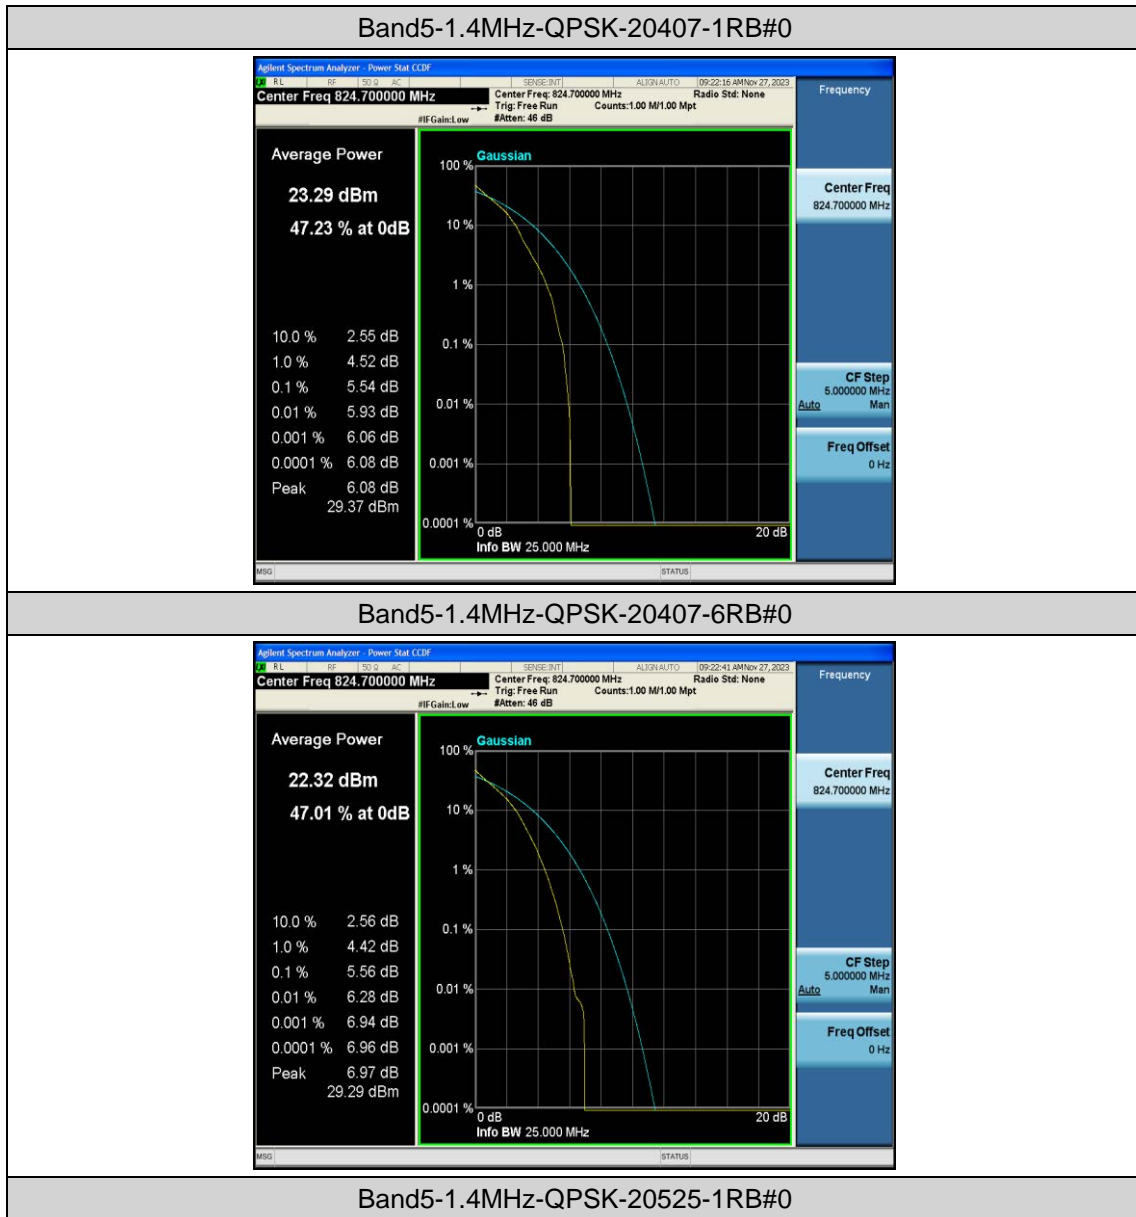 Band5-1.4MHz-QPSK-20407-1RB#0
Agilent Spectrum Analyzer - Power Stat CCDF
RL RF 50 Ω AC SENSE:INT ALIGN AUTO 09:22:16 AM Nov 27, 2023
Center Freq 824.700000 MHz
Center Freq: 824.700000 MHz Radio Std: None
Trig: Free Run Counts:1.00 M/1.00 Mpt
#IFGain:Low #Atten: 46 dB
Frequency
Average Power
23.29 dBm
47.23 % at 0dB
10.0 % 2.55 dB
1.0 % 4.52 dB
0.1 % 5.54 dB
0.01 % 5.93 dB
0.001 % 6.06 dB
0.0001 % 6.08 dB
Peak 6.08 dB
29.37 dBm
Gaussian
100 %
10 %
1 %
0.1 %
0.01 %
0.001 %
0.0001 %
0 dB 20 dB
Info BW 25.000 MHz
Center Freq
824.700000 MHz
CF Step
5.000000 MHz
Auto Man
Freq Offset
0 Hz
MSG STATUS
Band5-1.4MHz-QPSK-20407-6RB#0
Agilent Spectrum Analyzer - Power Stat CCDF
RL RF 50 Ω AC SENSE:INT ALIGN AUTO 09:22:41 AM Nov 27, 2023
Center Freq 824.700000 MHz
Center Freq: 824.700000 MHz Radio Std: None
Trig: Free Run Counts:1.00 M/1.00 Mpt
#IFGain:Low #Atten: 46 dB
Frequency
Average Power
22.32 dBm
47.01 % at 0dB
10.0 % 2.56 dB
1.0 % 4.42 dB
0.1 % 5.56 dB
0.01 % 6.28 dB
0.001 % 6.94 dB
0.0001 % 6.96 dB
Peak 6.97 dB
29.29 dBm
Gaussian
100 %
10 %
1 %
0.1 %
0.01 %
0.001 %
0.0001 %
0 dB 20 dB
Info BW 25.000 MHz
Center Freq
824.700000 MHz
CF Step
5.000000 MHz
Auto Man
Freq Offset
0 Hz
MSG STATUS
Band5-1.4MHz-QPSK-20525-1RB#0